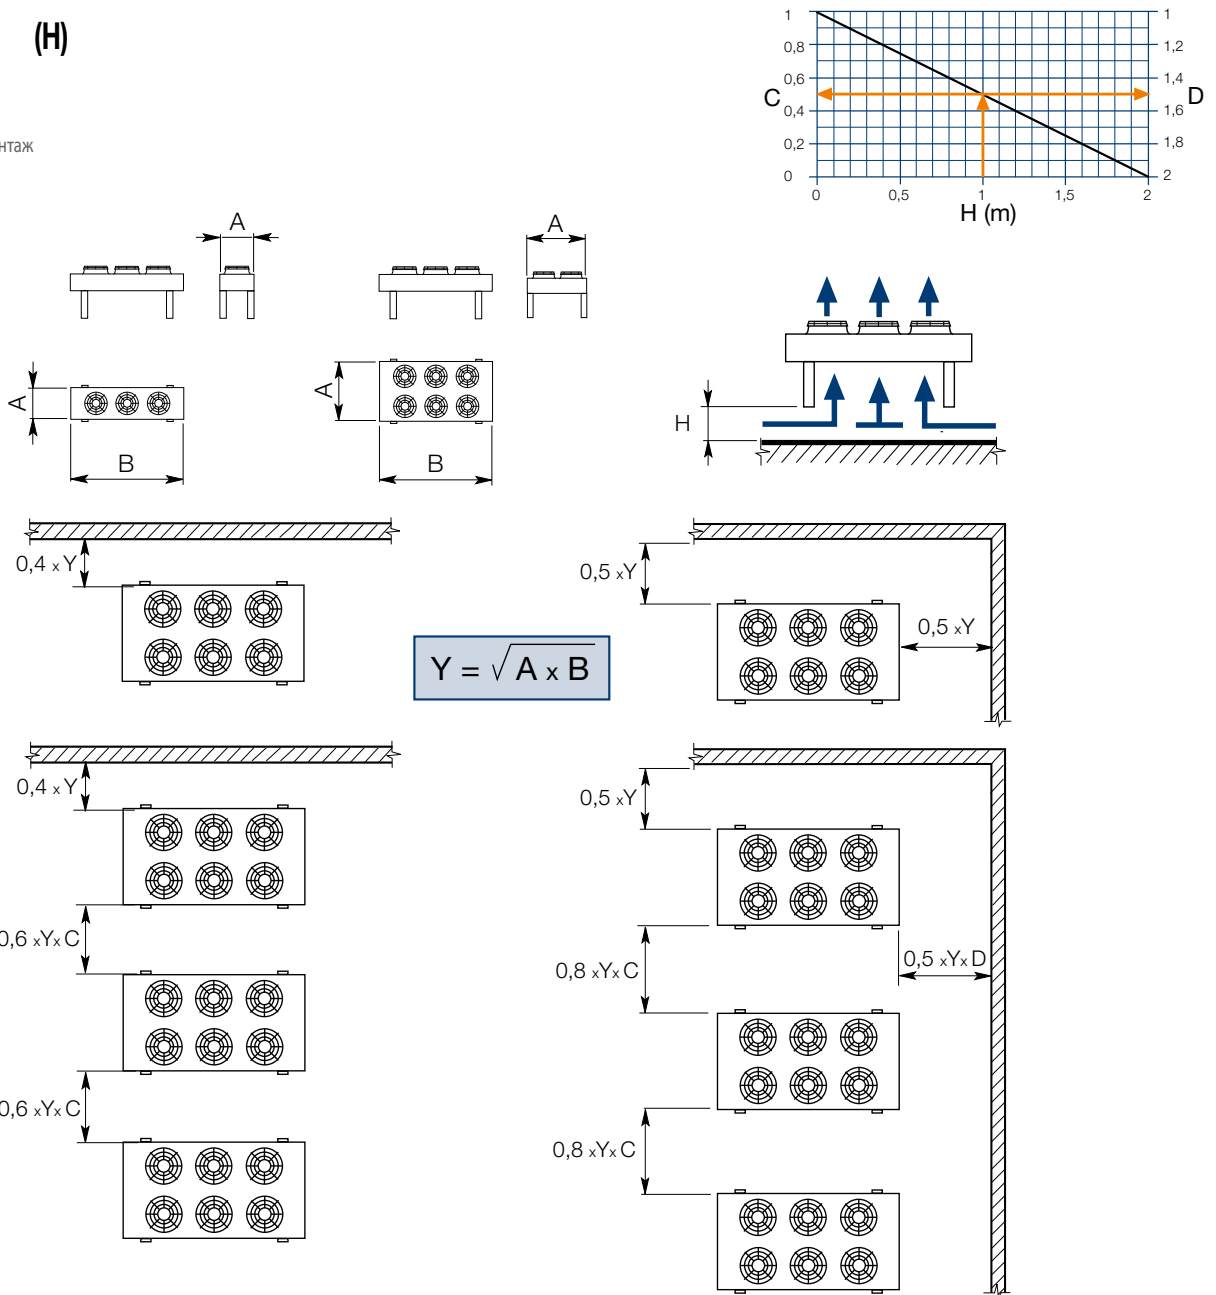 (H)
нтаж
1
0,8
0,6
0,4
0,2
0
C
1
1,2
1,4
1,6
1,8
2
D
0
0,5
1
1,5
2
H (m)
A
A
A
B
A
B
H
0,4 x Y
0,5 xY
0,5 xY
Y = √A x B
0,4 x Y
0,6 xYx C
0,6 xYx C
0,5 xY
0,8 xYx C
0,5 xYx D
0,8 xYx C